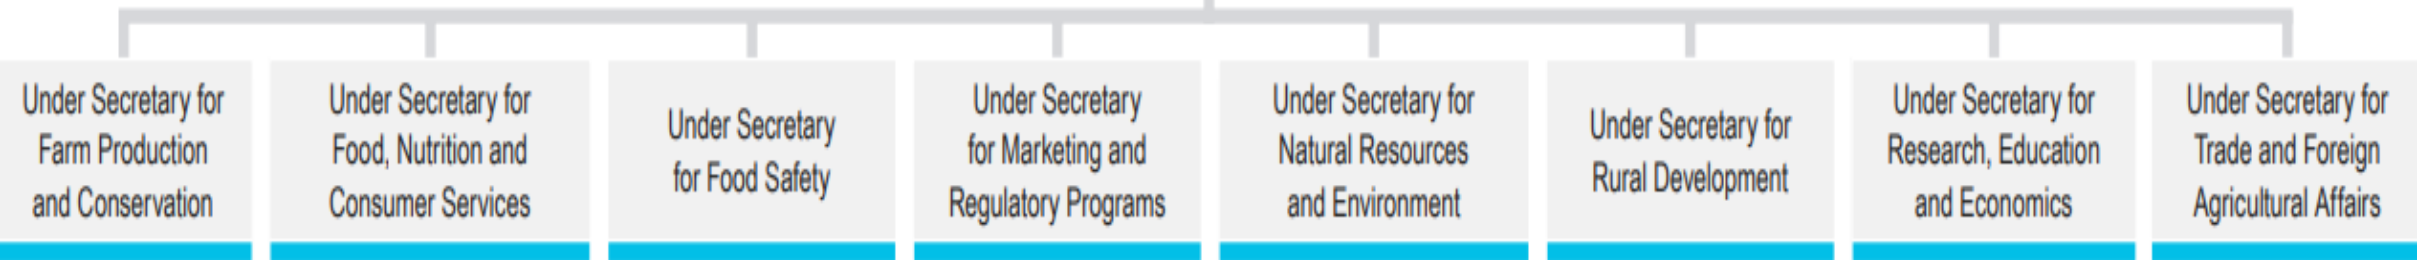 Under Secretary for
Farm Production
and Conservation
Under Secretary for
Food, Nutrition and
Consumer Services
Under Secretary
for Food Safety
Under Secretary
for Marketing and
Regulatory Programs
Under Secretary for
Natural Resources
and Environment
Under Secretary for
Rural Development
Under Secretary for
Research, Education
and Economics
Under Secretary for
Trade and Foreign
Agricultural Affairs